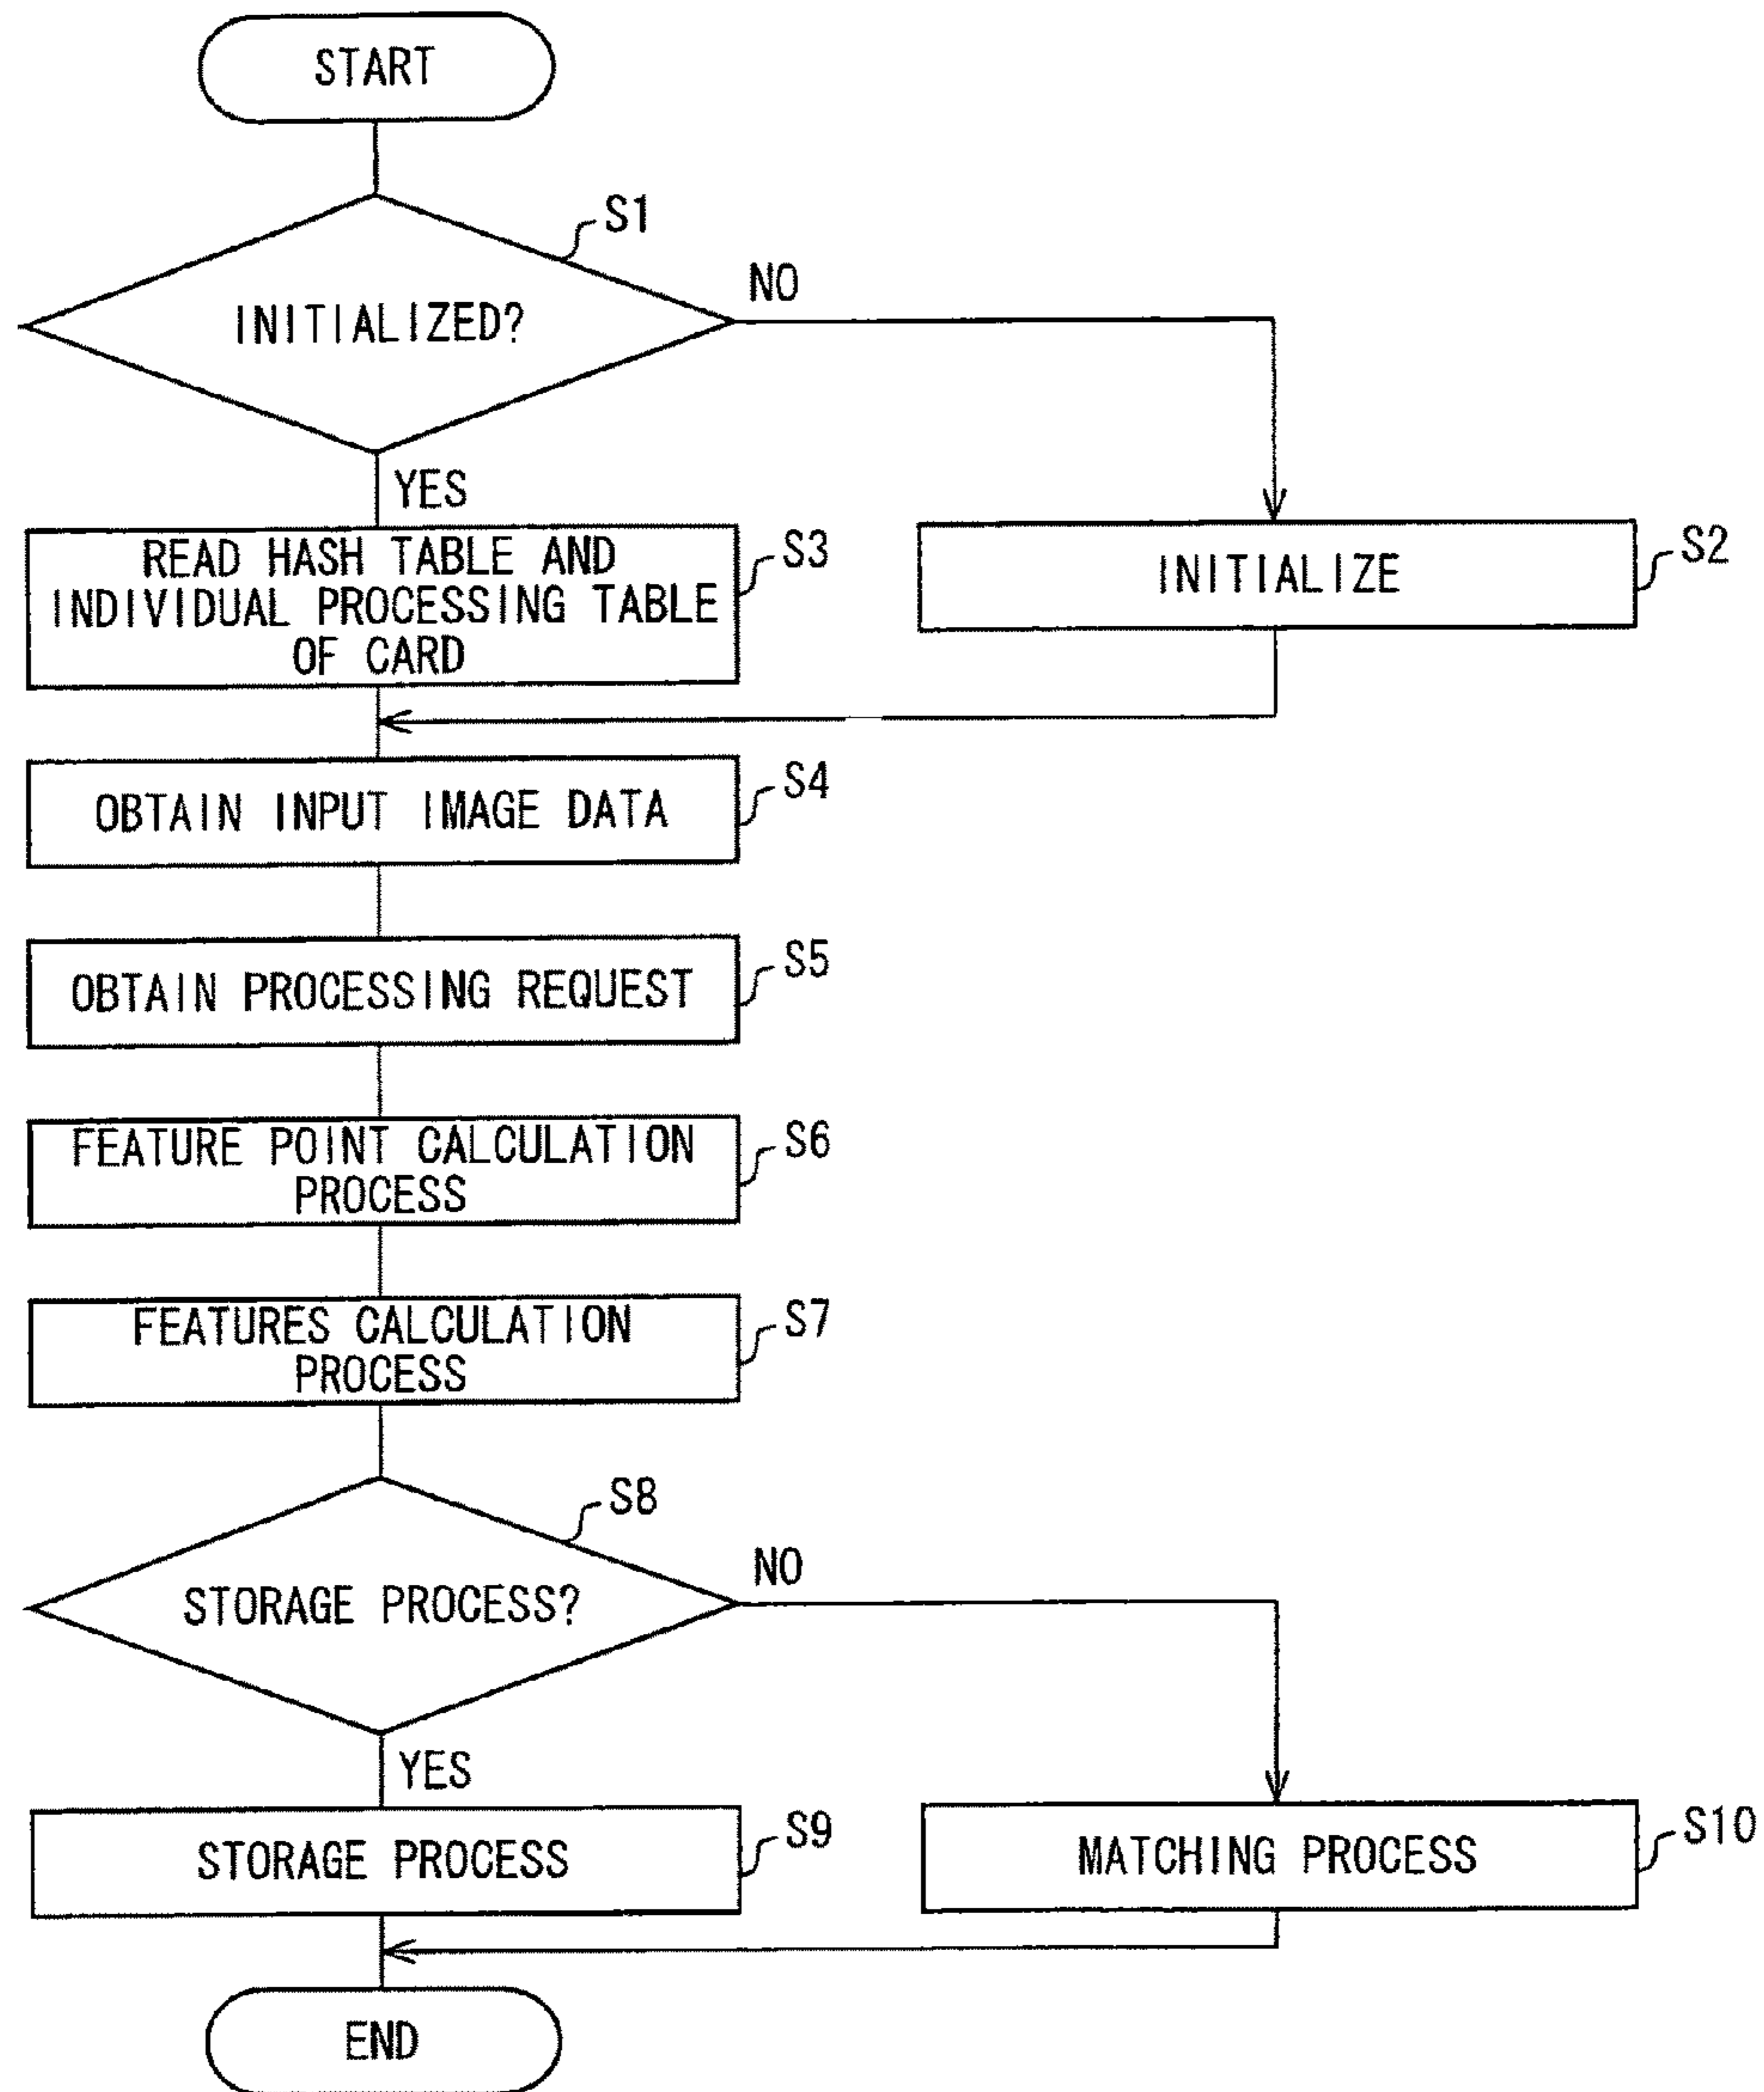 START
S1
INITIALIZED?
NO
YES
READ HASH TABLE AND
INDIVIDUAL PROCESSING TABLE
OF CARD
S3
INITIALIZE
S2
OBTAIN INPUT IMAGE DATA
S4
OBTAIN PROCESSING REQUEST
S5
FEATURE POINT CALCULATION
PROCESS
S6
FEATURES CALCULATION
PROCESS
S7
S8
STORAGE PROCESS?
NO
YES
STORAGE PROCESS
S9
MATCHING PROCESS
S10
END